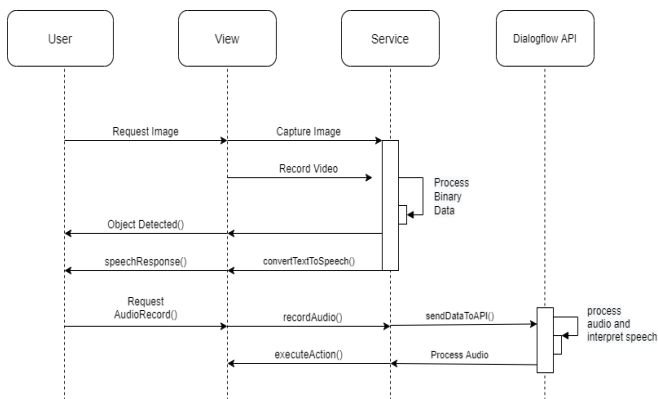 User
View
Service
Dialogflow API
Request Image
Capture Image
Record Video
Process
Binary
Data
Object Detected()
speechResponse()
convertTextToSpeech()
Request
AudioRecord()
recordAudio()
sendDataToAPI()
process
audio and
interpret speech
executeAction()
Process Audio